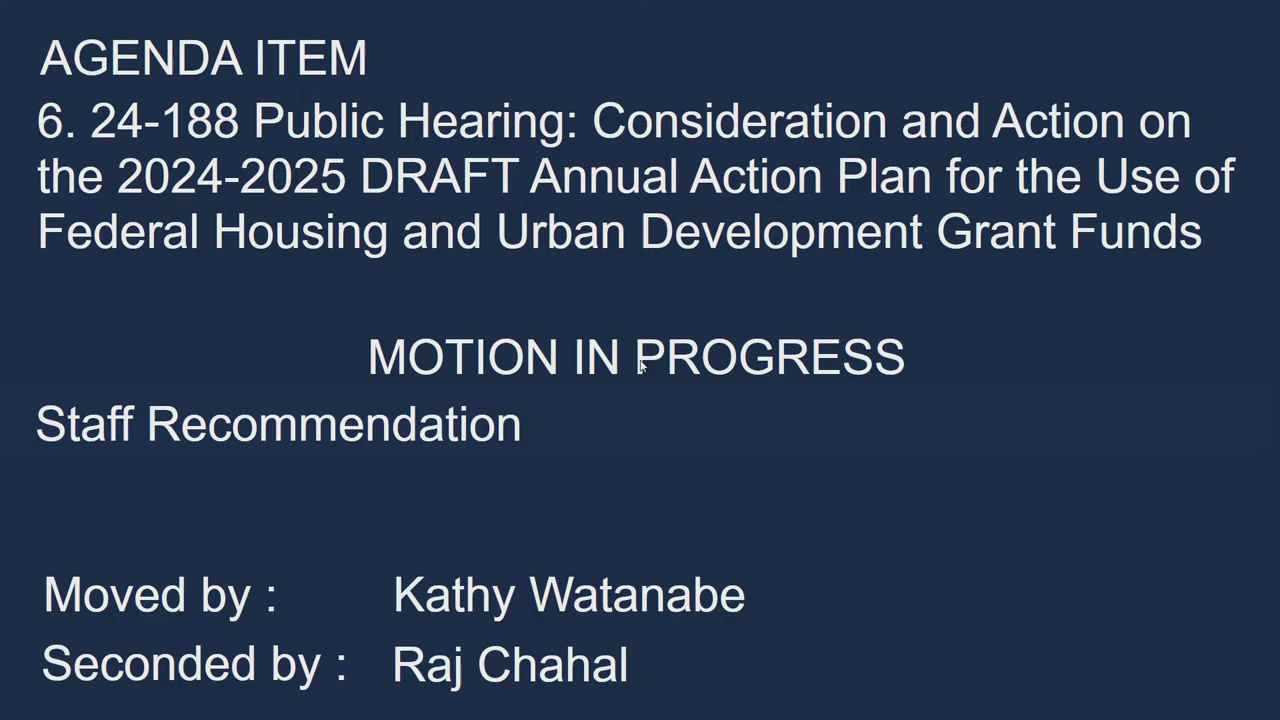 AGENDA ITEM
6. 24-188 Public Hearing: Consideration and Action on
the 2024-2025 DRAFT Annual Action Plan for the Use of
Federal Housing and Urban Development Grant Funds
MOTION IN PROGRESS
Staff Recommendation
Moved by : Kathy Watanabe
Seconded by : Raj Chahal